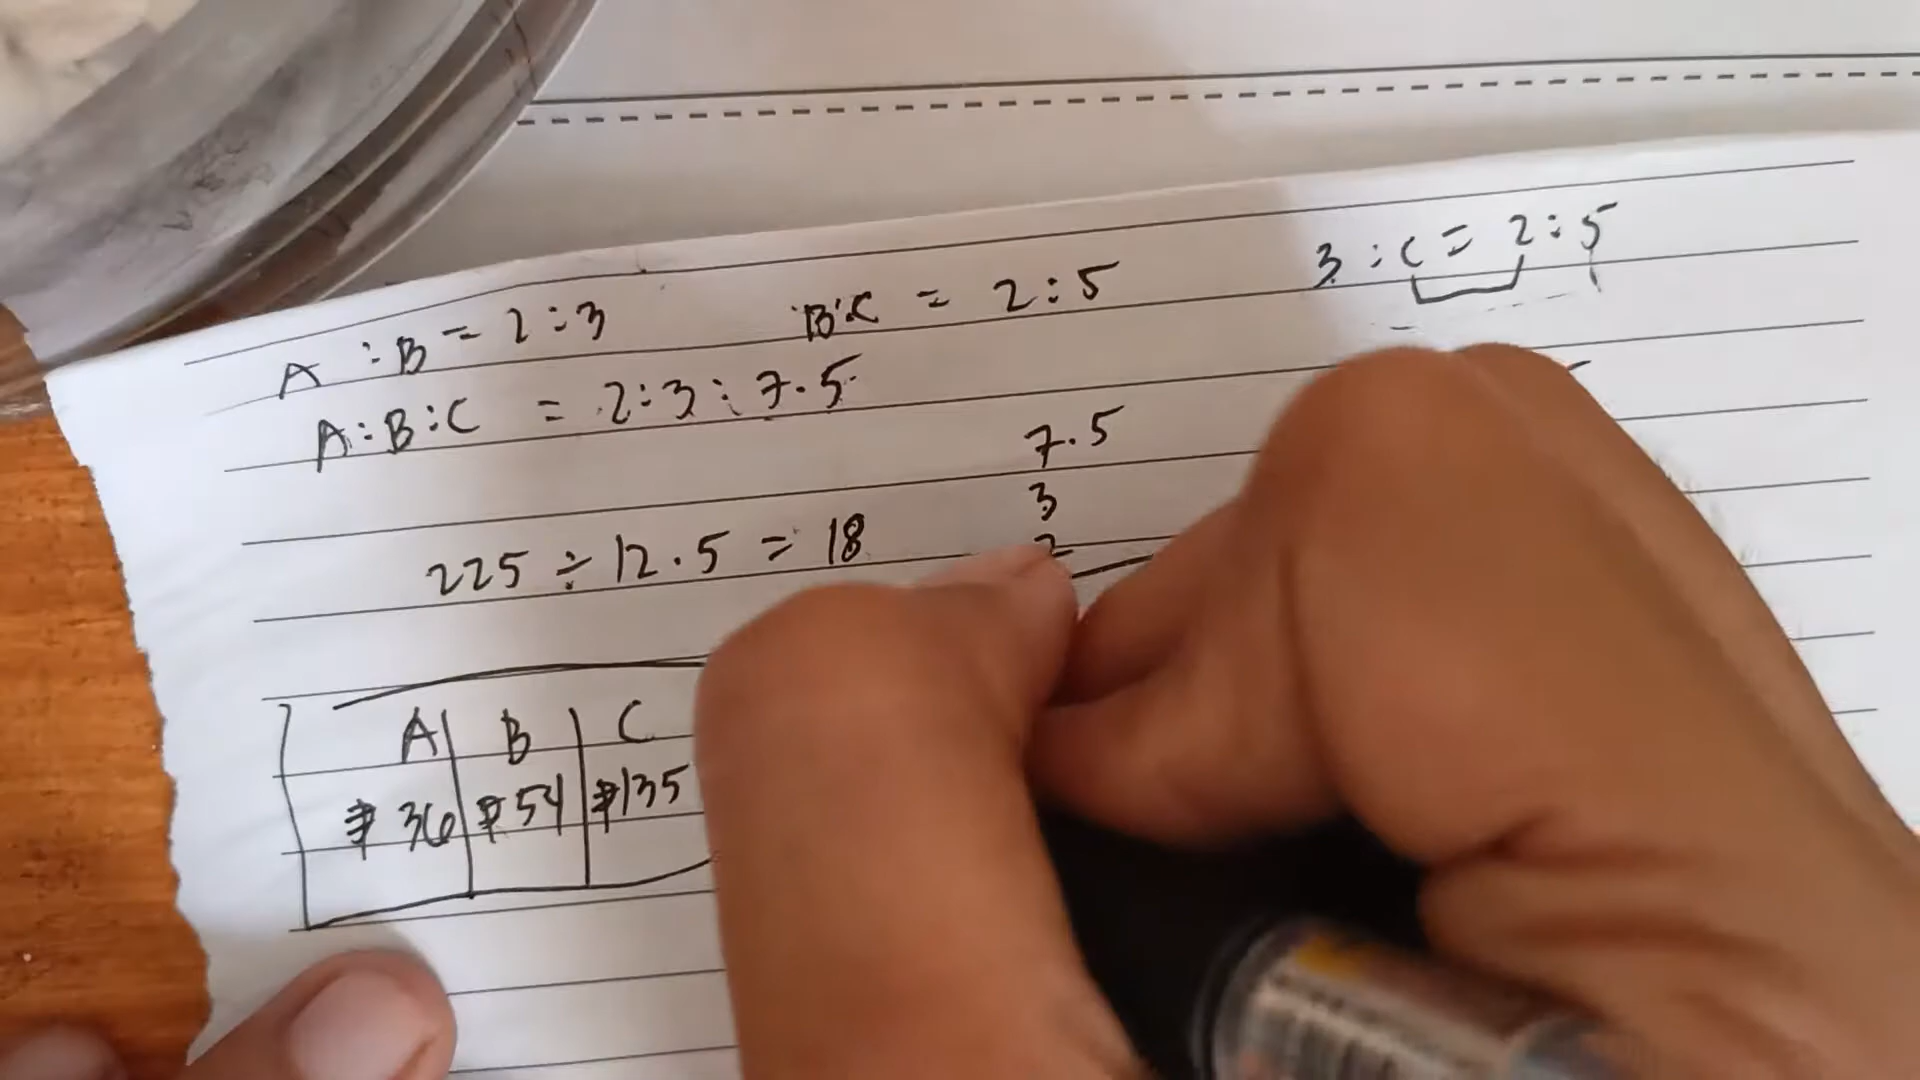 A : B = 2 : 3
B:C = 2 : 5
3 : C = 2 : 5
A : B : C = 2 : 3 : 7.5
7.5
3
2
225 ÷ 12.5 = 18
A B C
₱ 36 ₱ 54 ₱135